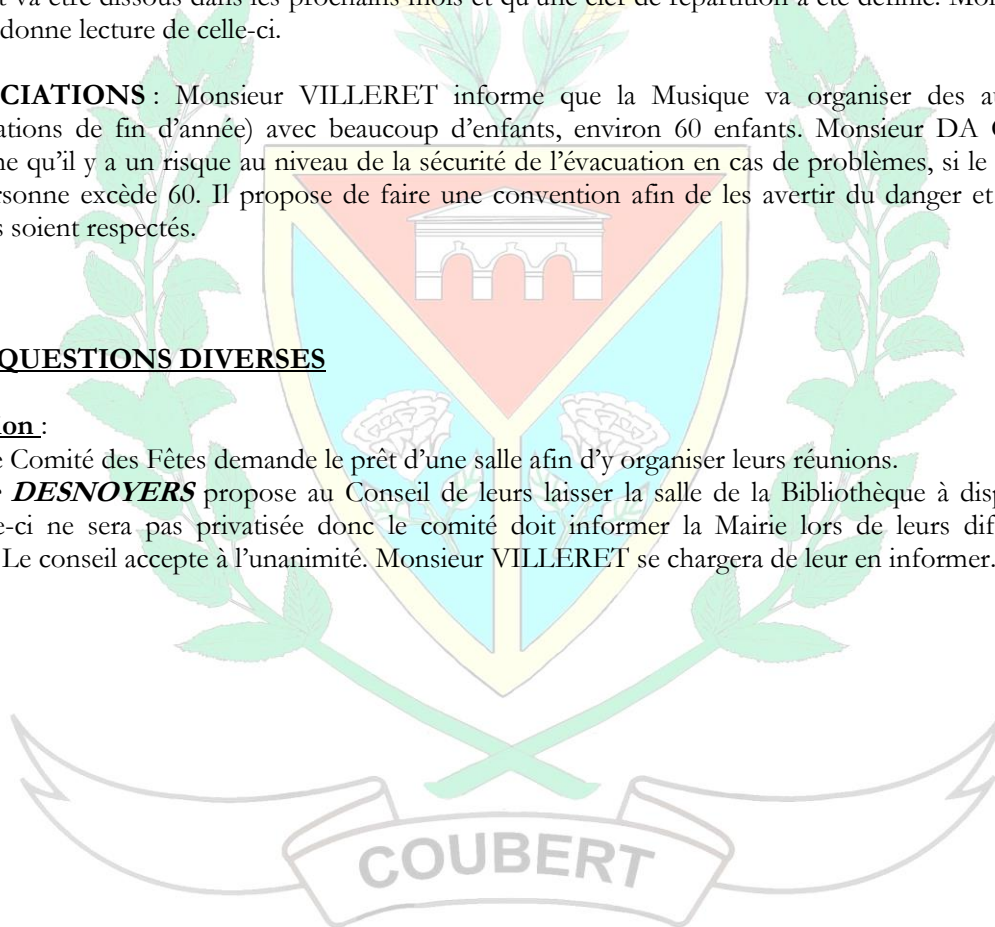 va être dissous dans les prochains mois et qu'une clef de répartition a été définie.
donne lecture de celle-ci.
CIATIONS : Monsieur VILLERET informe que la Musique va organiser des
ations de fin d'année) avec beaucoup d'enfants, environ 60 enfants. Monsieur DA
ne qu'il y a un risque au niveau de la sécurité de l'évacuation en cas de problèmes, si le
rsonne excède 60. Il propose de faire une convention afin de les avertir du danger et
s soient respectés.
QUESTIONS DIVERSES
ion :
e Comité des Fêtes demande le prêt d'une salle afin d'y organiser leurs réunions.
DESNOYERS propose au Conseil de leurs laisser la salle de la Bibliothèque à disp
e-ci ne sera pas privatisée donc le comité doit informer la Mairie lors de leurs dif
Le conseil accepte à l'unanimité. Monsieur VILLERET se chargera de leur en informer.
COUBERT